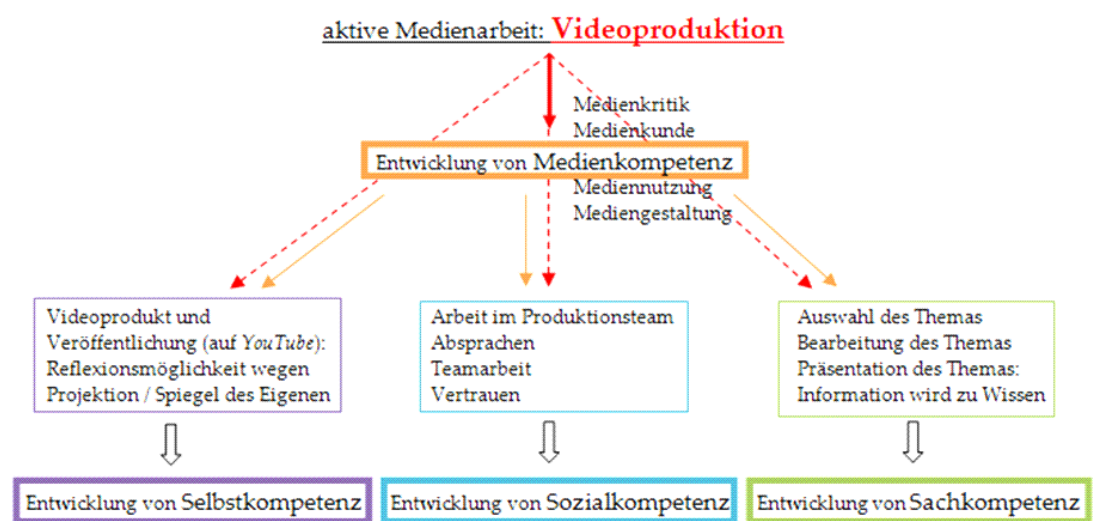 aktive Medienarbeit: Videoproduktion
Medienkritik
Medienkunde
Entwicklung von Medienkompetenz
Mediennutzung
Mediengestaltung
Videoprodukt und
Veröffentlichung (auf YouTube):
Reflexionsmöglichkeit wegen
Projektion / Spiegel des Eigenen
Arbeit im Produktionsteam
Absprachen
Teamarbeit
Vertrauen
Auswahl des Themas
Bearbeitung des Themas
Präsentation des Themas:
Information wird zu Wissen
Entwicklung von Selbstkompetenz
Entwicklung von Sozialkompetenz
Entwicklung von Sachkompetenz